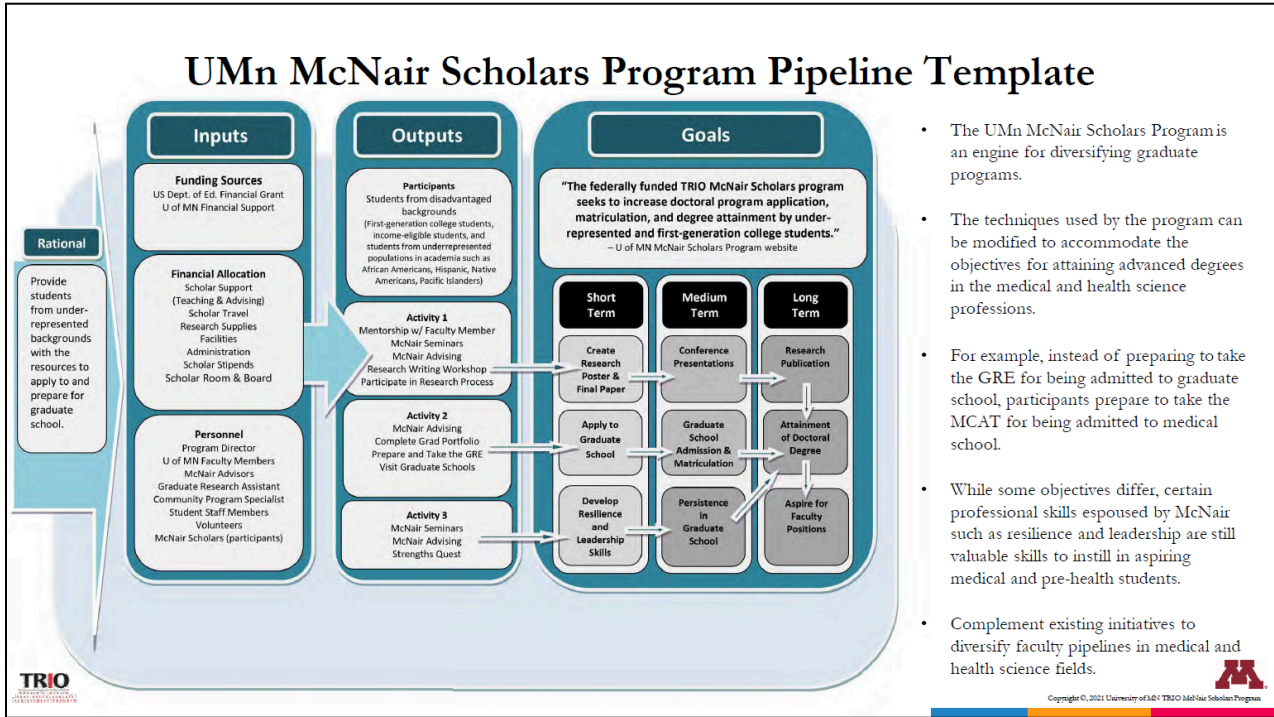 UMn McNair Scholars Program Pipeline Template
Rational
Provide
students
from under-
represented
backgrounds
with the
resources to
apply to and
prepare for
graduate
school.
Inputs
Funding Sources
US Dept. of Ed. Financial Grant
U of MN Financial Support
Financial Allocation
Scholar Support
(Teaching & Advising)
Scholar Travel
Research Supplies
Facilities
Administration
Scholar Stipends
Scholar Room & Board
Personnel
Program Director
U of MN Faculty Members
McNair Advisors
Graduate Research Assistant
Community Program Specialist
Student Staff Members
Volunteers
McNair Scholars (participants)
Outputs
Participants
Students from disadvantaged
backgrounds
(First-generation college students,
income-eligible students, and
students from underrepresented
populations in academia such as
African Americans, Hispanic, Native
Americans, Pacific Islanders)
Activity 1
Mentorship w/ Faculty Member
McNair Seminars
McNair Advising
Research Writing Workshop
Participate in Research Process
Activity 2
McNair Advising
Complete Grad Portfolio
Prepare and Take the GRE
Visit Graduate Schools
Activity 3
McNair Seminars
McNair Advising
Strengths Quest
Goals
“The federally funded TRIO McNair Scholars program
seeks to increase doctoral program application,
matriculation, and degree attainment by under-
represented and first-generation college students.”
– U of MN McNair Scholars Program website
Short
Term
Create
Research
Poster &
Final Paper
Apply to
Graduate
School
Develop
Resilience
and
Leadership
Skills
Medium
Term
Conference
Presentations
Graduate
School
Admission &
Matriculation
Persistence
in
Graduate
School
Long
Term
Research
Publication
Attainment
of Doctoral
Degree
Aspire for
Faculty
Positions
• The UMn McNair Scholars Program is
an engine for diversifying graduate
programs.
• The techniques used by the program can
be modified to accommodate the
objectives for attaining advanced degrees
in the medical and health science
professions.
• For example, instead of preparing to take
the GRE for being admitted to graduate
school, participants prepare to take the
MCAT for being admitted to medical
school.
• While some objectives differ, certain
professional skills espoused by McNair
such as resilience and leadership are still
valuable skills to instill in aspiring
medical and pre-health students.
• Complement existing initiatives to
diversify faculty pipelines in medical and
health science fields.
TRIO
M
Copyright ©, 2021 University of MN TRIO McNair Scholars Program